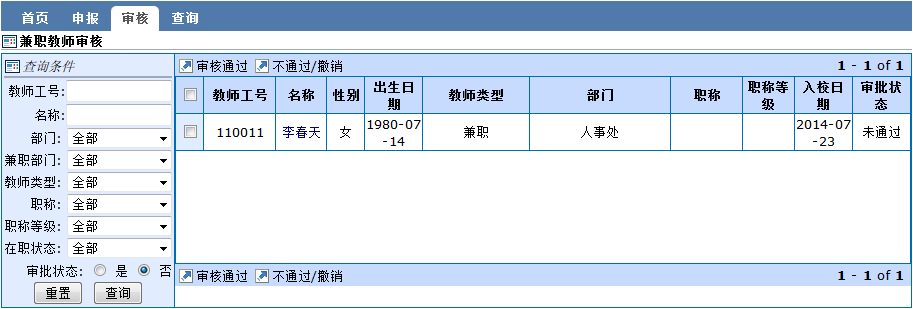 首页 申报 审核 查询
兼职教师审核
查询条件
教师工号:
名称:
部门: 全部
兼职部门: 全部
教师类型: 全部
职称: 全部
职称等级: 全部
在职状态: 全部
审批状态: 是 否
重置 查询
审核通过 不通过/撤销 1 - 1 of 1
教师工号 名称 性别 出生日期 教师类型 部门 职称 职称等级 入校日期 审批状态
110011 李春天 女 1980-07-14 兼职 人事处 2014-07-23 未通过
审核通过 不通过/撤销 1 - 1 of 1